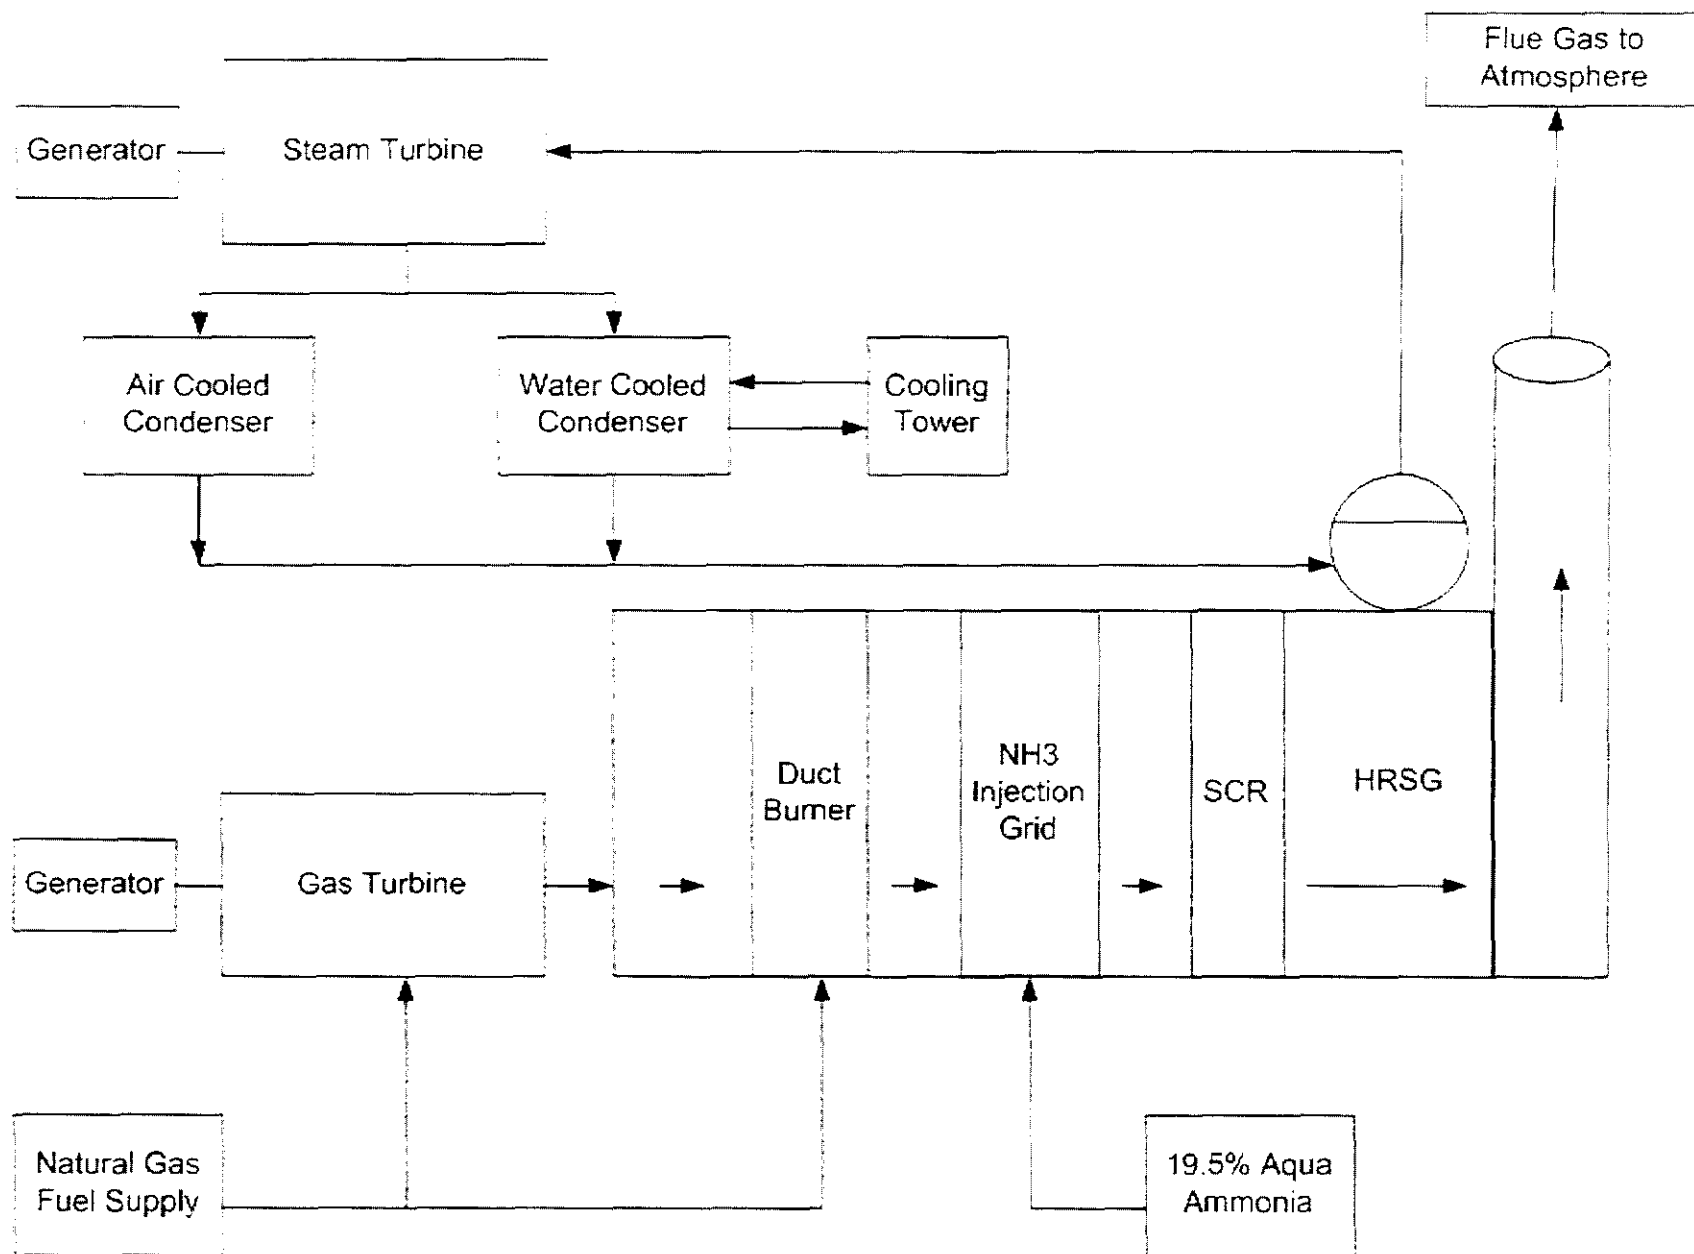 Flue Gas to
Atmosphere
Generator
Steam Turbine
Air Cooled
Condenser
Water Cooled
Condenser
Cooling
Tower
Duct
Burner
NH3
Injection
Grid
SCR
HRSG
Generator
Gas Turbine
Natural Gas
Fuel Supply
19.5% Aqua
Ammonia